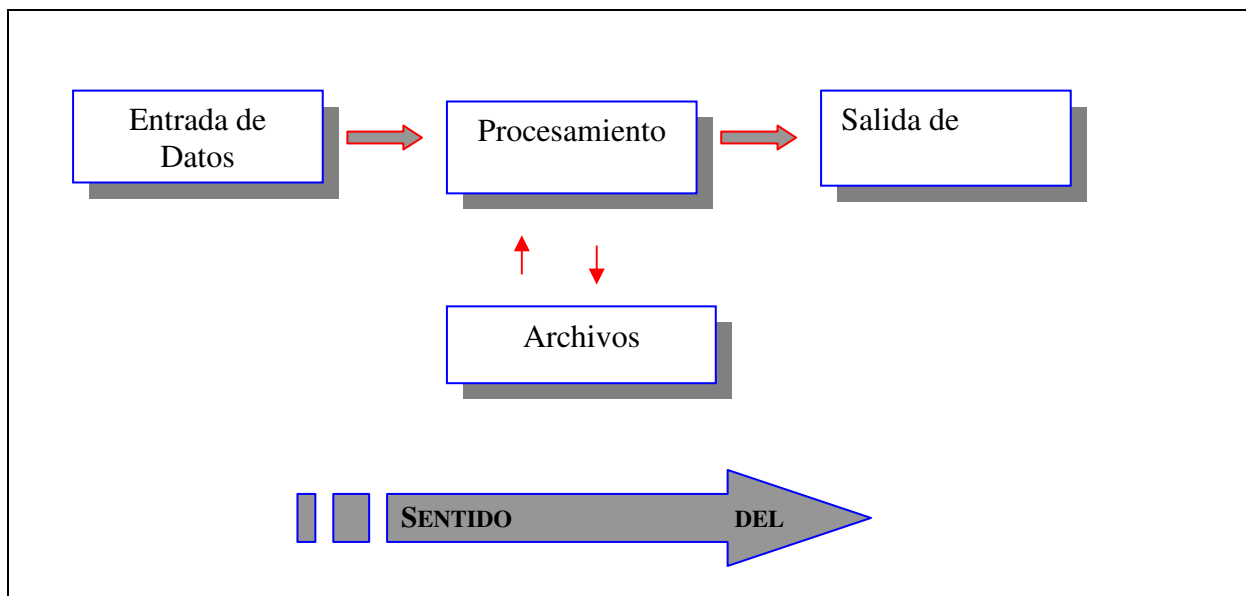 Entrada de
Datos
Procesamiento
Salida de
Archivos
SENTIDO DEL